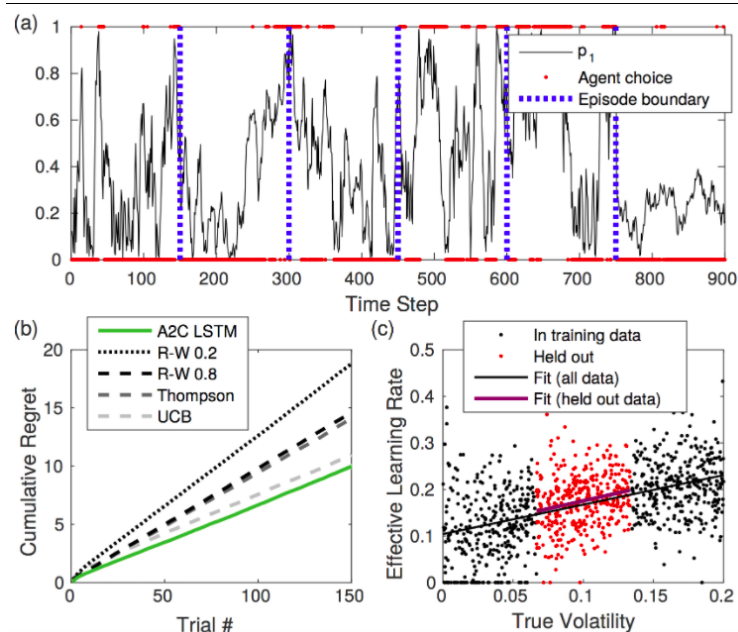 (a)
1
0.8
0.6
0.4
0.2
0
p1
Agent choice
Episode boundary
0 100 200 300 400 500 600 700 800 900
Time Step
(b)
A2C LSTM
R-W 0.2
R-W 0.8
Thompson
UCB
20
15
10
5
0
Cumulative Regret
0 50 100 150
Trial #
(c)
In training data
Held out
Fit (all data)
Fit (held out data)
0.5
0.4
0.3
0.2
0.1
0
Effective Learning Rate
0 0.05 0.1 0.15 0.2
True Volatility